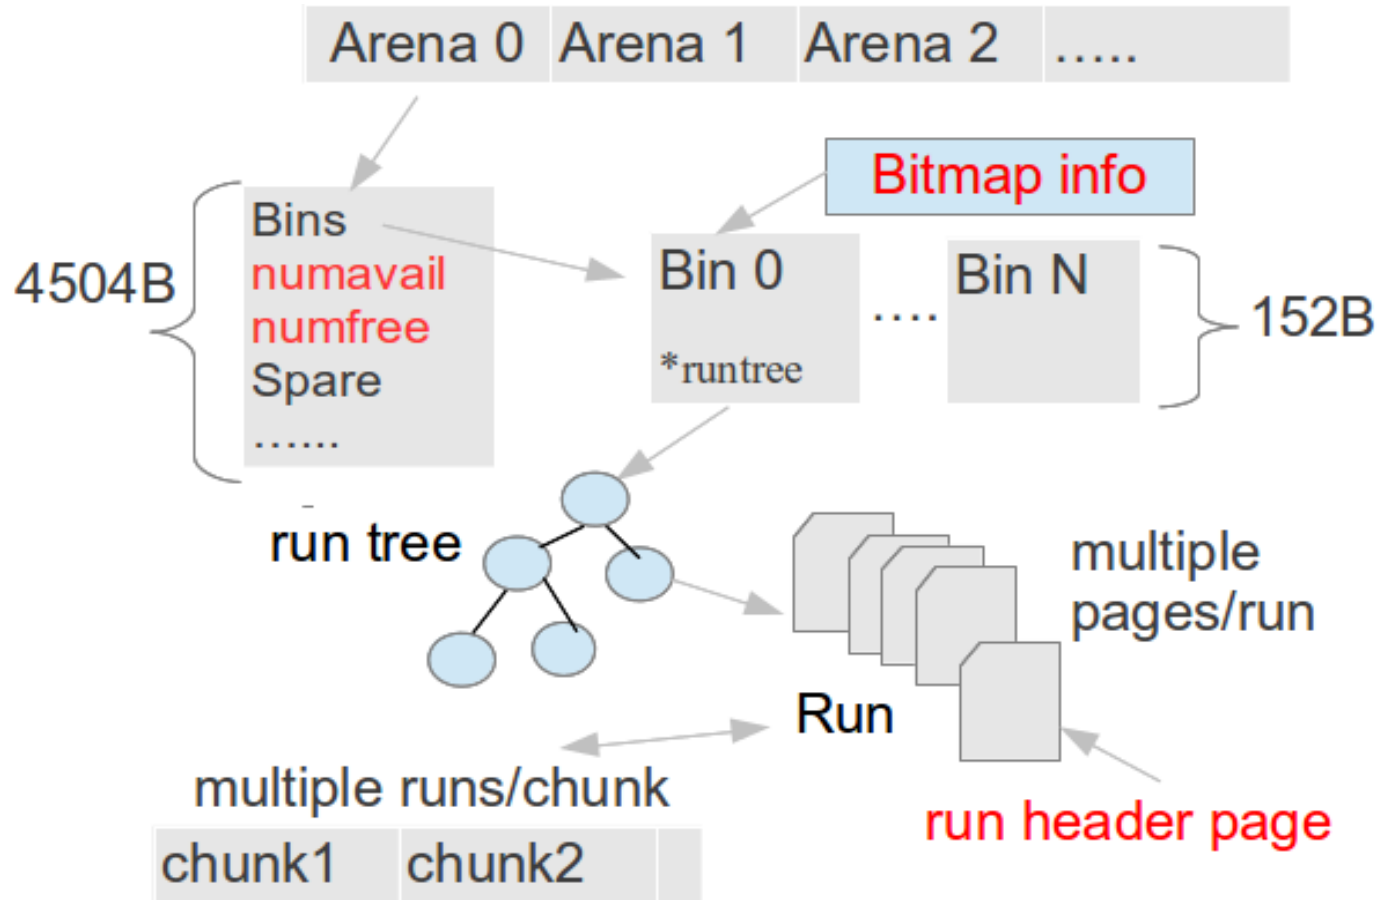 Arena 0 Arena 1 Arena 2 .....
Bitmap info
Bins
numavail
numfree
Spare
......
4504B
Bin 0
*runtree
....
Bin N
152B
run tree
multiple
pages/run
Run
multiple runs/chunk
run header page
chunk1 chunk2